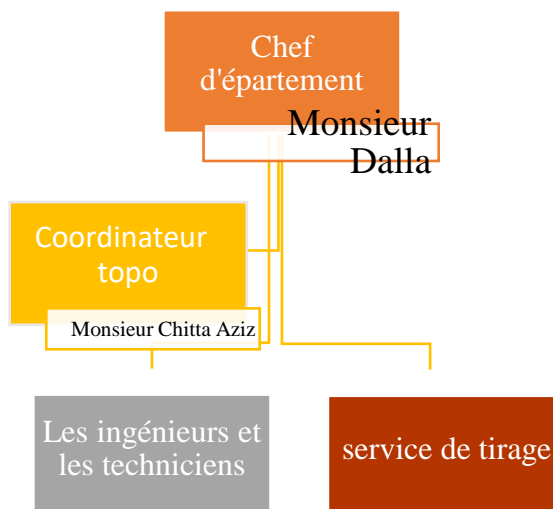 Chef
d'épartement
Monsieur
Dalla
Coordinateur
topo
Monsieur Chitta Aziz
Les ingénieurs et
les techniciens
service de tirage